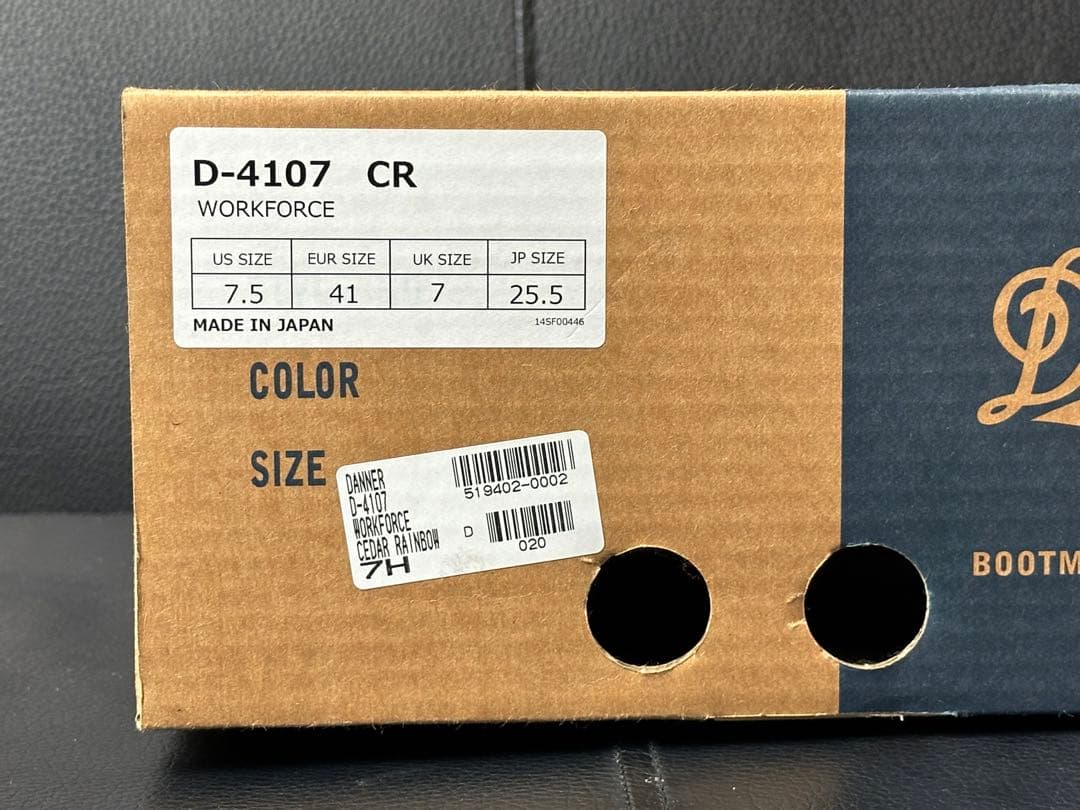 D-4107 CR
WORKFORCE
US SIZE EUR SIZE UK SIZE JP SIZE
7.5 41 7 25.5
MADE IN JAPAN 14SF00446
COLOR
SIZE
DANNER
D-4107
WORKFORCE
CEDAR RAINBOW
7H
519402-0002
D
020
D
BOOTM